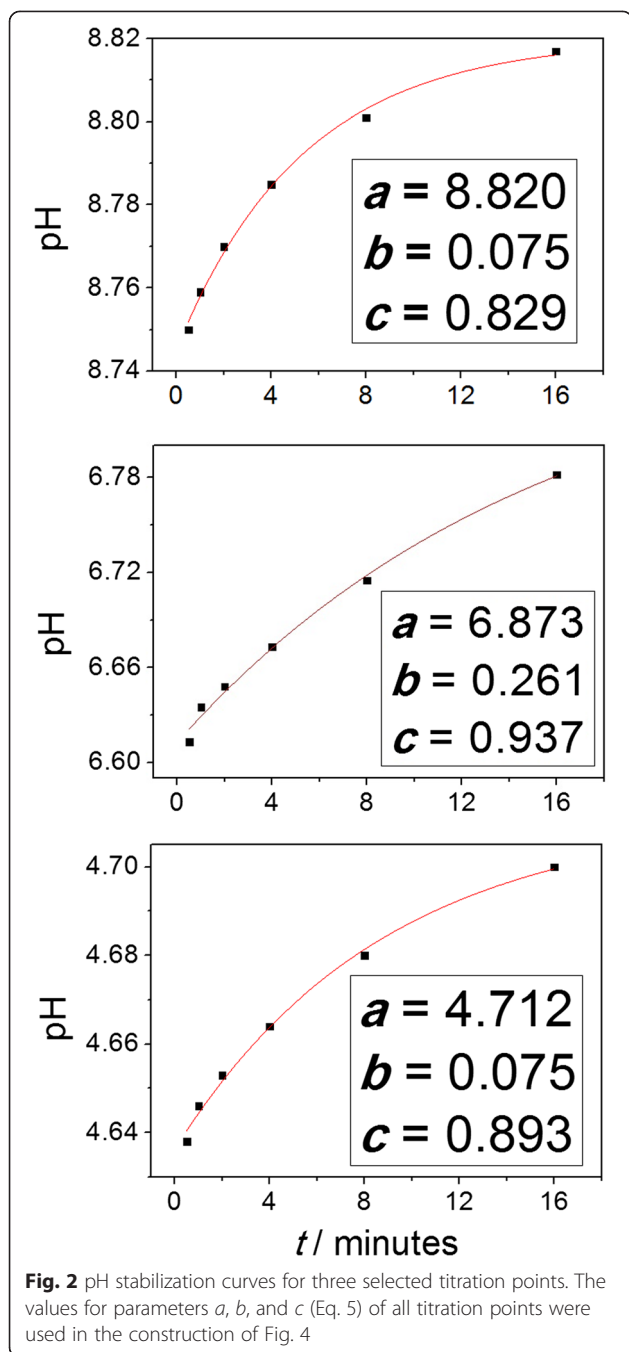 8.82
8.80
8.78
8.76
8.74
pH
a = 8.820
b = 0.075
c = 0.829
0 4 8 12 16
6.78
6.72
6.66
6.60
pH
a = 6.873
b = 0.261
c = 0.937
0 4 8 12 16
4.70
4.68
4.66
4.64
pH
a = 4.712
b = 0.075
c = 0.893
0 4 8 12 16
t / minutes
Fig. 2 pH stabilization curves for three selected titration points. The
values for parameters a, b, and c (Eq. 5) of all titration points were
used in the construction of Fig. 4